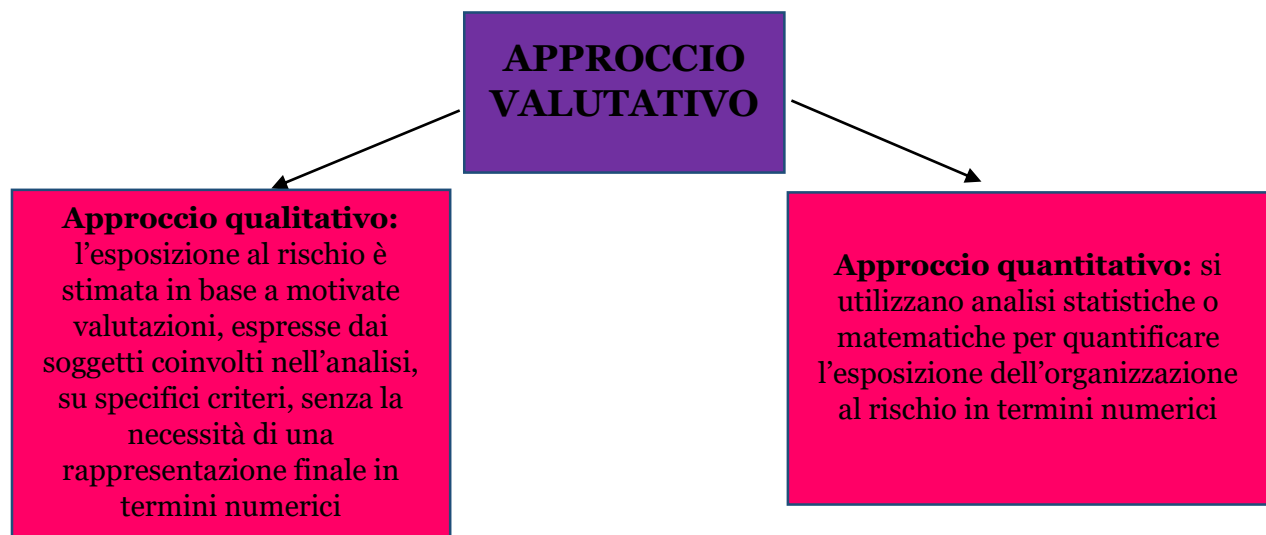 APPROCCIO
VALUTATIVO
Approccio qualitativo:
l’esposizione al rischio è
stimata in base a motivate
valutazioni, espresse dai
soggetti coinvolti nell’analisi,
su specifici criteri, senza la
necessità di una
rappresentazione finale in
termini numerici
Approccio quantitativo: si
utilizzano analisi statistiche o
matematiche per quantificare
l’esposizione dell’organizzazione
al rischio in termini numerici